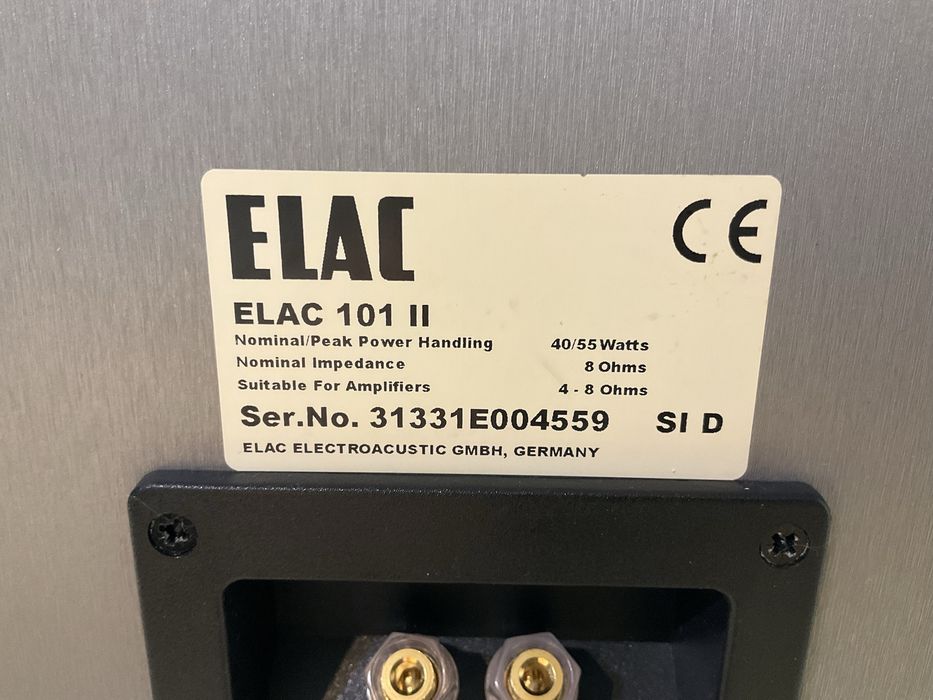 ELAC CE
ELAC 101 II
Nominal/Peak Power Handling 40/55 Watts
Nominal Impedance 8 Ohms
Suitable For Amplifiers 4 - 8 Ohms
Ser.No. 31331E004559 SI D
ELAC ELECTROACUSTIC GMBH, GERMANY